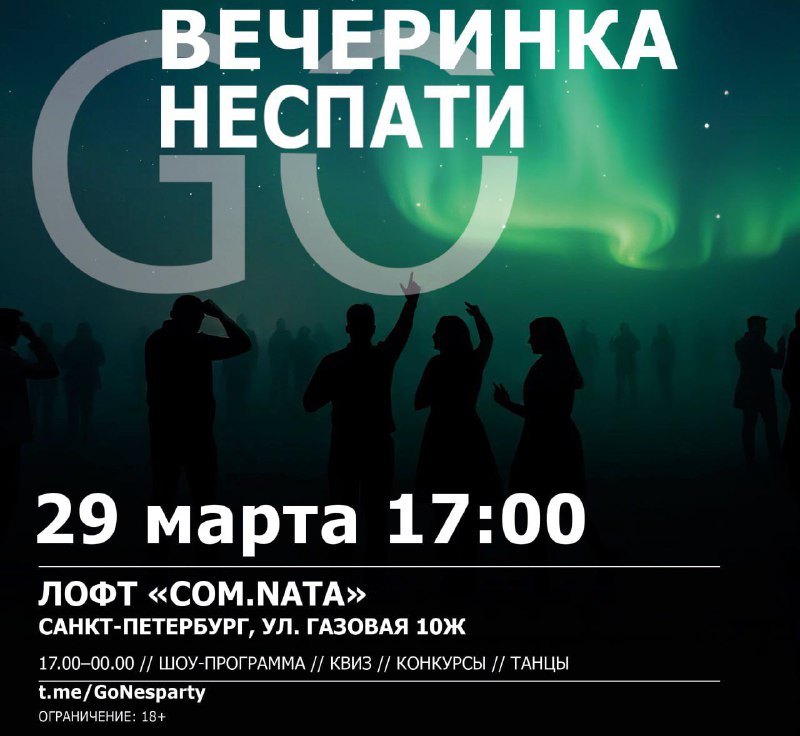 GO
ВЕЧЕРИНКА
НЕСПАТИ
29 марта 17:00
ЛОФТ «COM.NATA»
САНКТ-ПЕТЕРБУРГ, УЛ. ГАЗОВАЯ 10Ж
17.00–00.00 // ШОУ-ПРОГРАММА // КВИЗ // КОНКУРСЫ // ТАНЦЫ
t.me/GoNesparty
ОГРАНИЧЕНИЕ: 18+